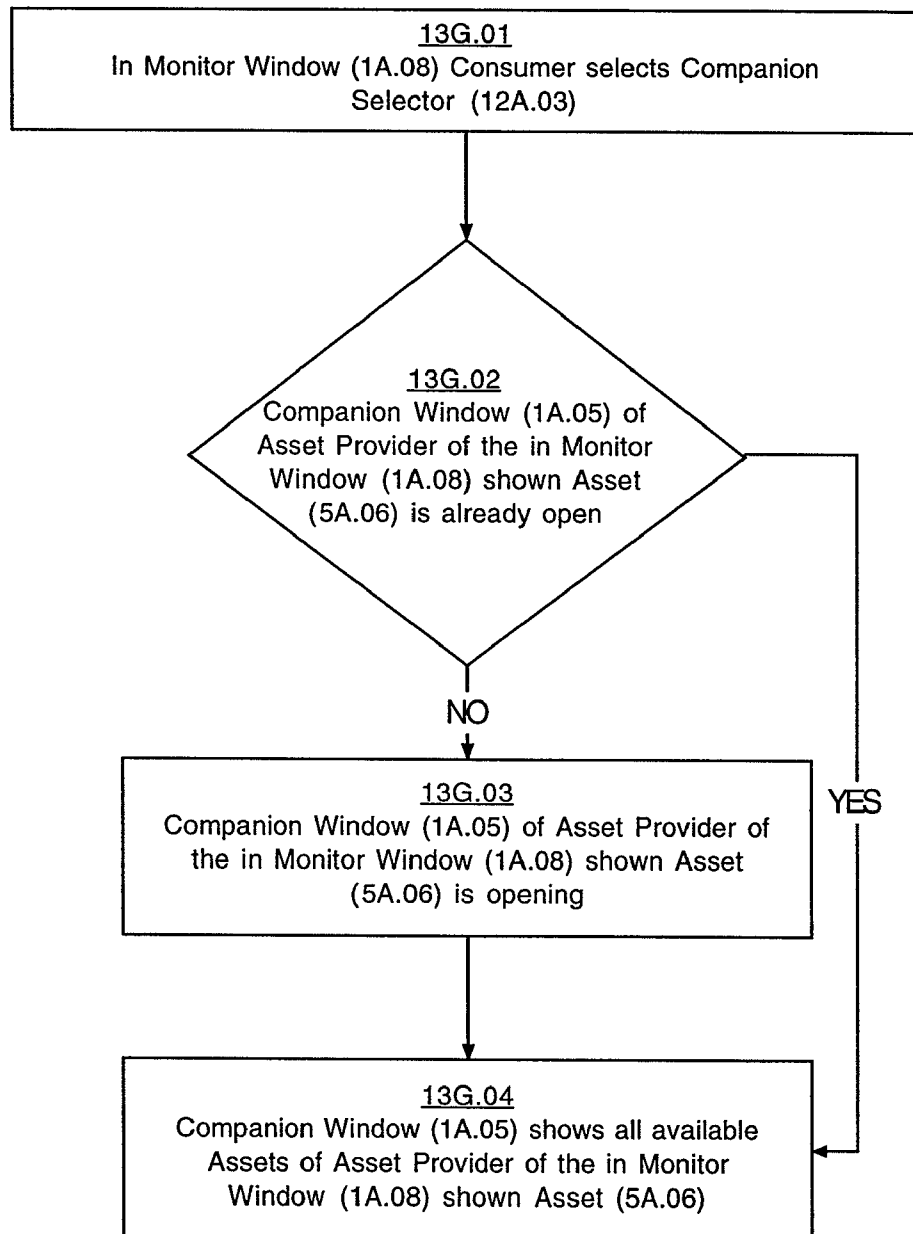 13G.01
In Monitor Window (1A.08) Consumer selects Companion
Selector (12A.03)
13G.02
Companion Window (1A.05) of
Asset Provider of the in Monitor
Window (1A.08) shown Asset
(5A.06) is already open
NO
13G.03
Companion Window (1A.05) of Asset Provider of
the in Monitor Window (1A.08) shown Asset
(5A.06) is opening
YES
13G.04
Companion Window (1A.05) shows all available
Assets of Asset Provider of the in Monitor
Window (1A.08) shown Asset (5A.06)